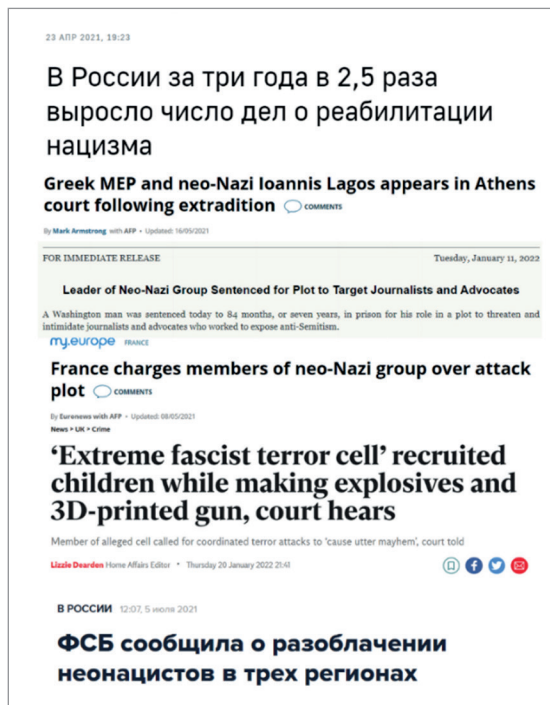 23 АПР 2021, 19:23
В России за три года в 2,5 раза
выросло число дел о реабилитации
нацизма
Greek MEP and neo-Nazi Ioannis Lagos appears in Athens
court following extradition COMMENTS
By Mark Armstrong with AFP • Updated: 16/05/2021
FOR IMMEDIATE RELEASE Tuesday, January 11, 2022
Leader of Neo-Nazi Group Sentenced for Plot to Target Journalists and Advocates
A Washington man was sentenced today to 84 months, or seven years, in prison for his role in a plot to threaten and
intimidate journalists and advocates who worked to expose anti-Semitism.
my.europe FRANCE
France charges members of neo-Nazi group over attack
plot COMMENTS
By Euronews with AFP • Updated: 08/05/2021
News > UK > Crime
‘Extreme fascist terror cell’ recruited
children while making explosives and
3D-printed gun, court hears
Member of alleged cell called for coordinated terror attacks to ‘cause utter mayhem’, court told
Lizzie Dearden Home Affairs Editor • Thursday 20 January 2022 21:41
В РОССИИ 12:07, 5 июля 2021
ФСБ сообщила о разоблачении
неонацистов в трех регионах